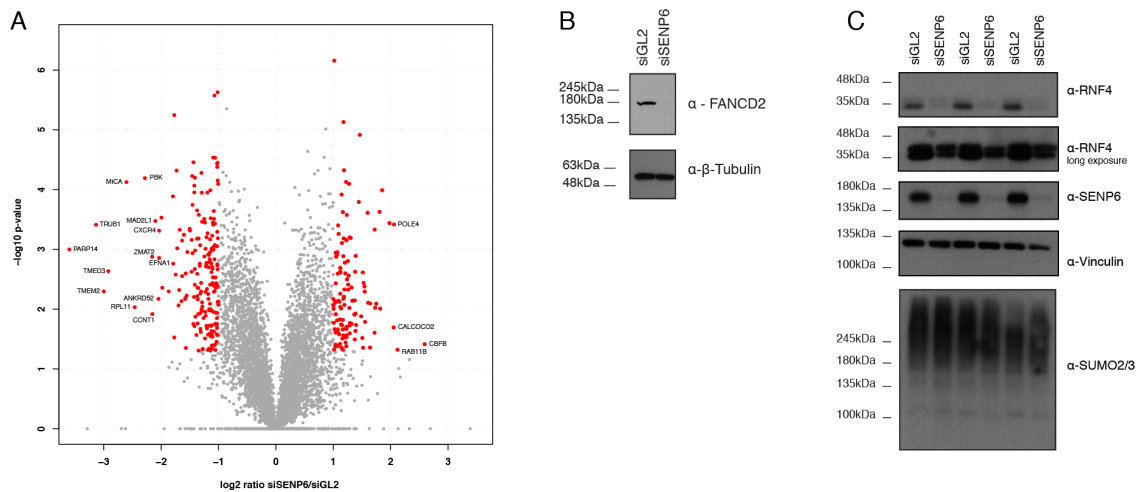 A
6
5
4
3
2
1
0
−log10 p-value
MICA
PBK
TRUB1
MAD2L1
CXCR4
POLE4
PARP14
ZMAT2
EFNA1
TMED3
TMEM2
ANKRD52
RPL11
CCNT1
CALCOCO2
CBFB
RAB11B
−3 −2 −1 0 1 2 3
log2 ratio siSENP6/siGL2
B
siGL2 siSENP6
245kDa
180kDa
135kDa
α - FANCD2
63kDa
48kDa
α-β-Tubulin
C
siGL2 siSENP6 siGL2 siSENP6 siGL2 siSENP6
48kDa
35kDa
α-RNF4
48kDa
35kDa
α-RNF4
long exposure
180kDa
135kDa
α-SENP6
135kDa
100kDa
α-Vinculin
245kDa
180kDa
135kDa
100kDa
α-SUMO2/3